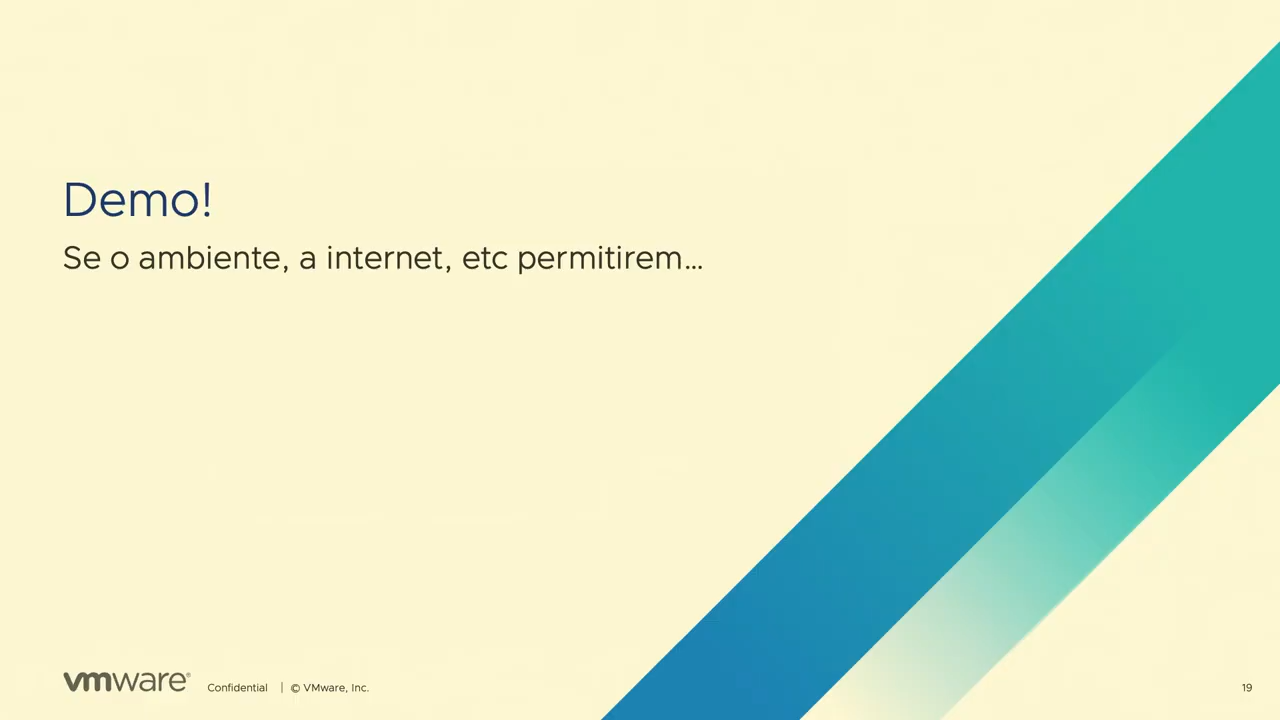 Demo!
Se o ambiente, a internet, etc permitirem...
vmware® Confidential | © VMware, Inc. 19